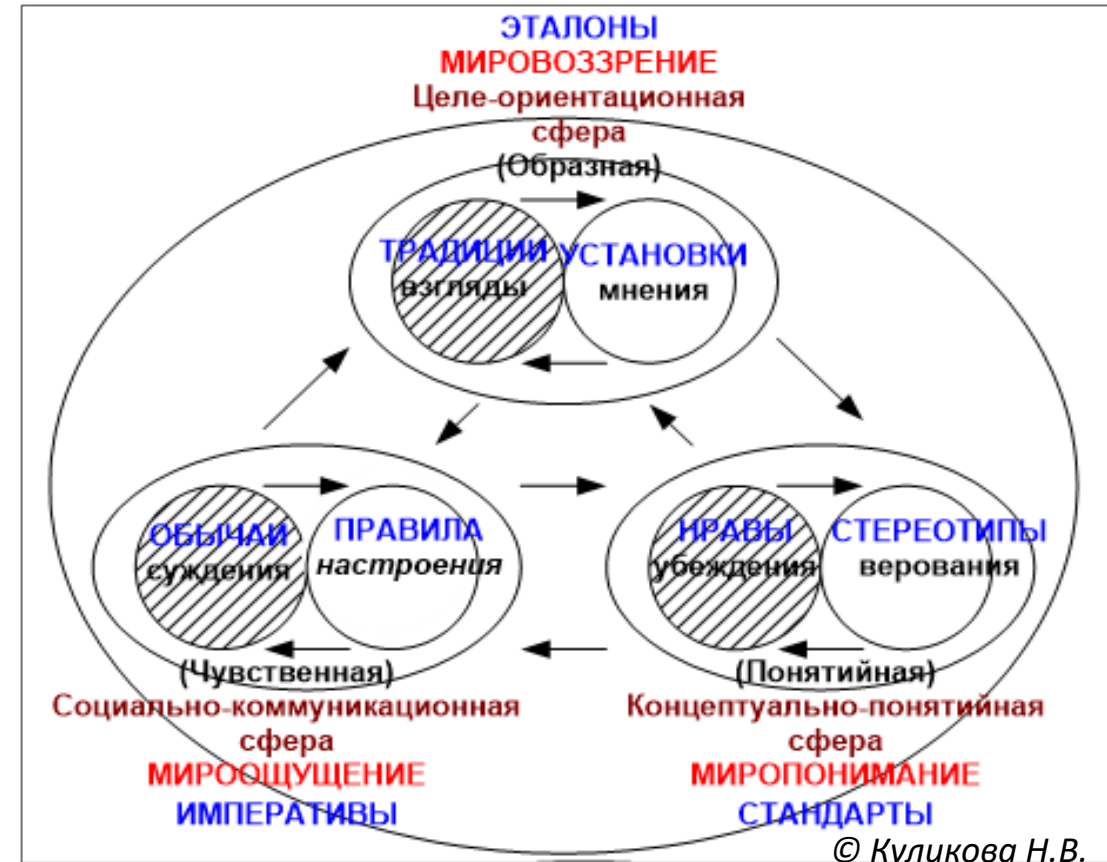 ЭТАЛОНЫ
МИРОВОЗЗРЕНИЕ
Целе-ориентационная
сфера
(Образная)
ТРАДИЦИИ УСТАНОВКИ
взгляды мнения
ОБЫЧАИ ПРАВИЛА
суждения настроения
НРАВЫ СТЕРЕОТИПЫ
убеждения верования
(Чувственная)
Социально-коммуникационная
сфера
МИРООЩУЩЕНИЕ
ИМПЕРАТИВЫ
(Понятийная)
Концептуально-понятийная
сфера
МИРОПОНИМАНИЕ
СТАНДАРТЫ
© Куликова Н.В.